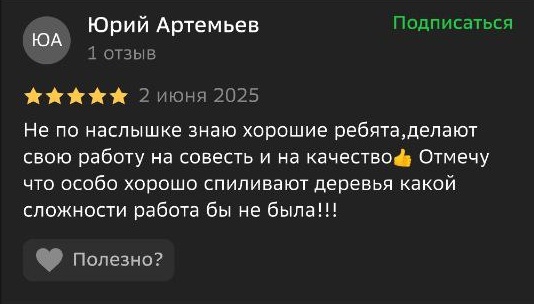 ЮА
Юрий Артемьев
Подписаться
1 отзыв
2 июня 2025
Не по наслышке знаю хорошие ребята,делают
свою работу на совесть и на качество👍 Отмечу
что особо хорошо спиливают деревья какой
сложности работа бы не была!!!
Полезно?